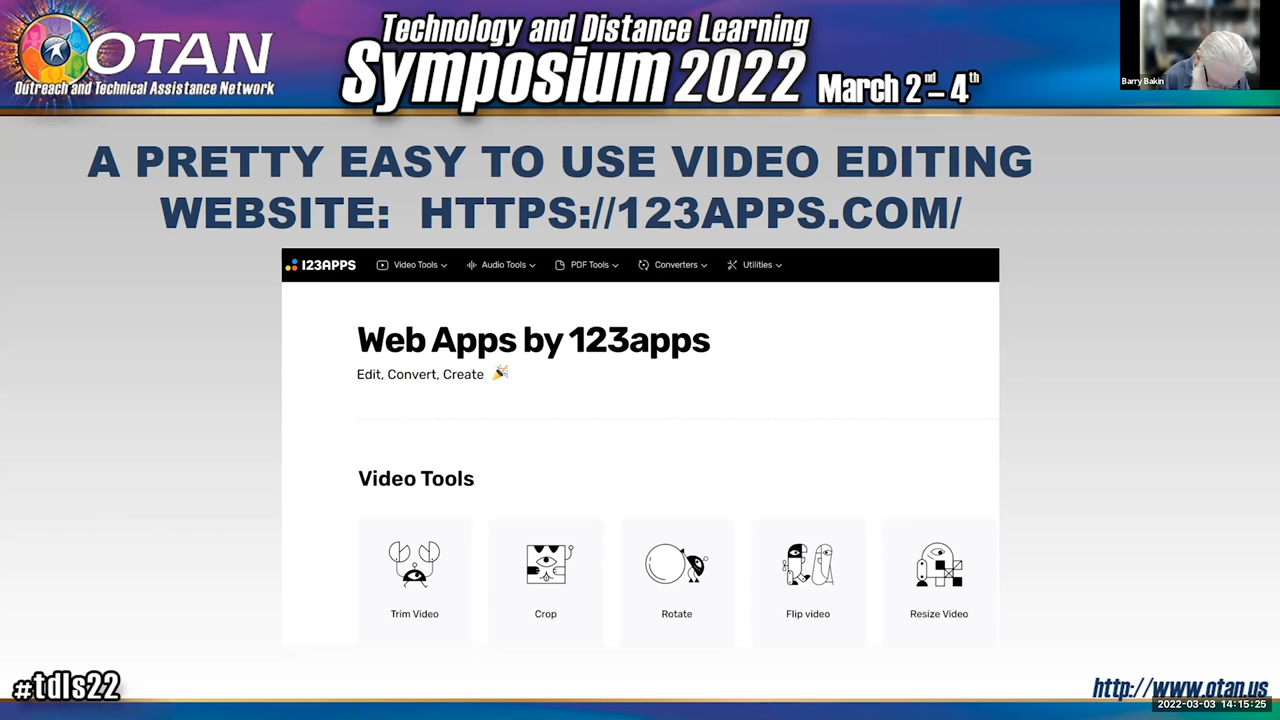 OTAN
Outreach and Technical Assistance Network
Technology and Distance Learning
Symposium 2022 March 2nd – 4th
Barry Bakin
A PRETTY EASY TO USE VIDEO EDITING
WEBSITE: HTTPS://123APPS.COM/
123APPS Video Tools Audio Tools PDF Tools Converters Utilities
Web Apps by 123apps
Edit, Convert, Create
Video Tools
Trim Video Crop Rotate Flip video Resize Video
#tdls22
http://www.otan.us
2022-03-03 14:15:25